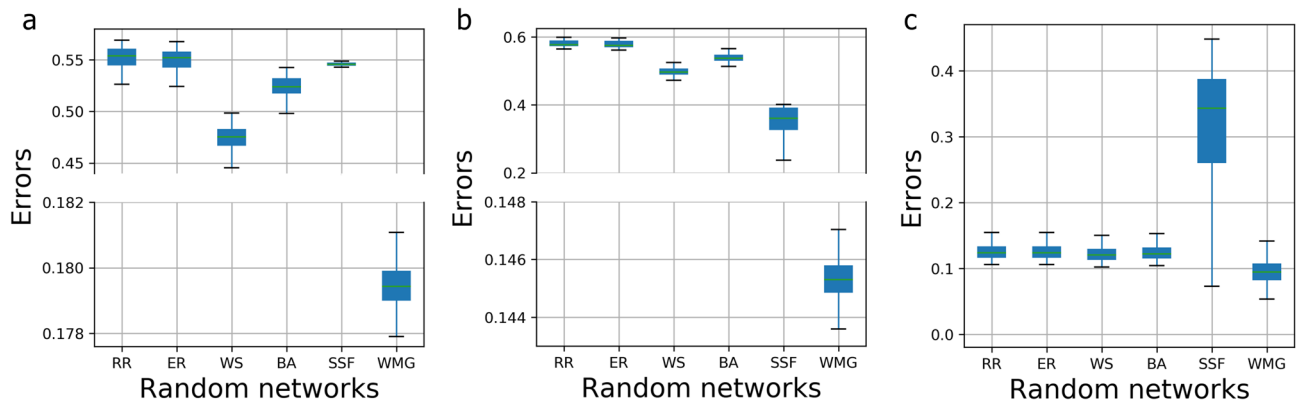 a
0.55
0.50
0.45
0.182
0.180
0.178
Errors
RR ER WS BA SSF WMG
Random networks
b
0.6
0.4
0.2
0.148
0.146
0.144
Errors
RR ER WS BA SSF WMG
Random networks
c
0.4
0.3
0.2
0.1
0.0
Errors
RR ER WS BA SSF WMG
Random networks